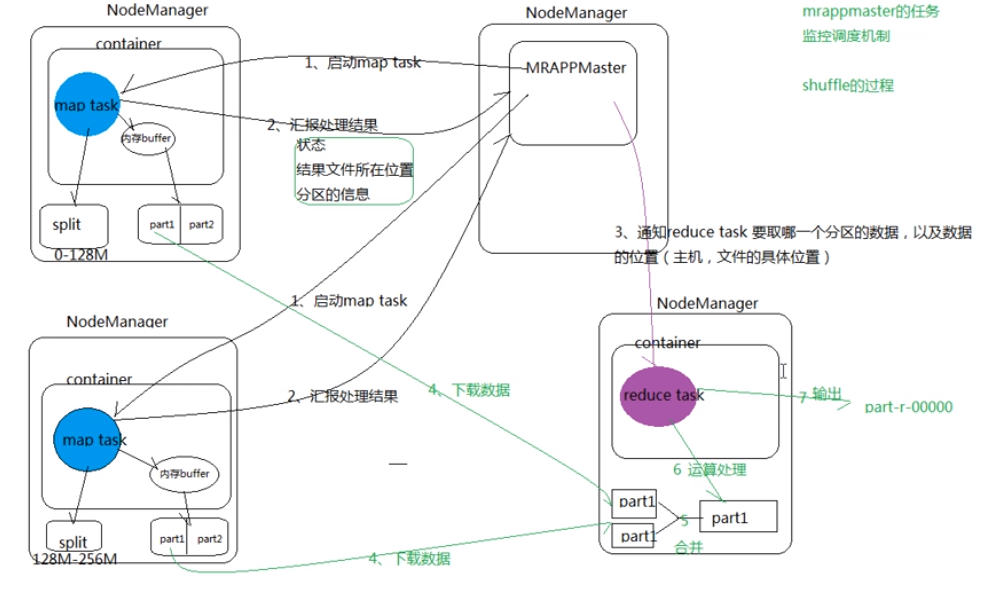 NodeManager
container
map task
内存buffer
split
part1
part2
0-128M
1、启动map task
2、汇报处理结果
状态
结果文件所在位置
分区的信息
NodeManager
MRAPPMaster
mrappmaster的任务
监控调度机制
shuffle的过程
3、通知reduce task 要取哪一个分区的数据，以及数据
的位置（主机，文件的具体位置）
NodeManager
container
map task
内存buffer
split
part1
part2
128M-256M
1、启动map task
2、汇报处理结果
4、下载数据
4、下载数据
NodeManager
container
reduce task
7 输出
part-r-00000
6 运算处理
part1
part1
5
合并
part1